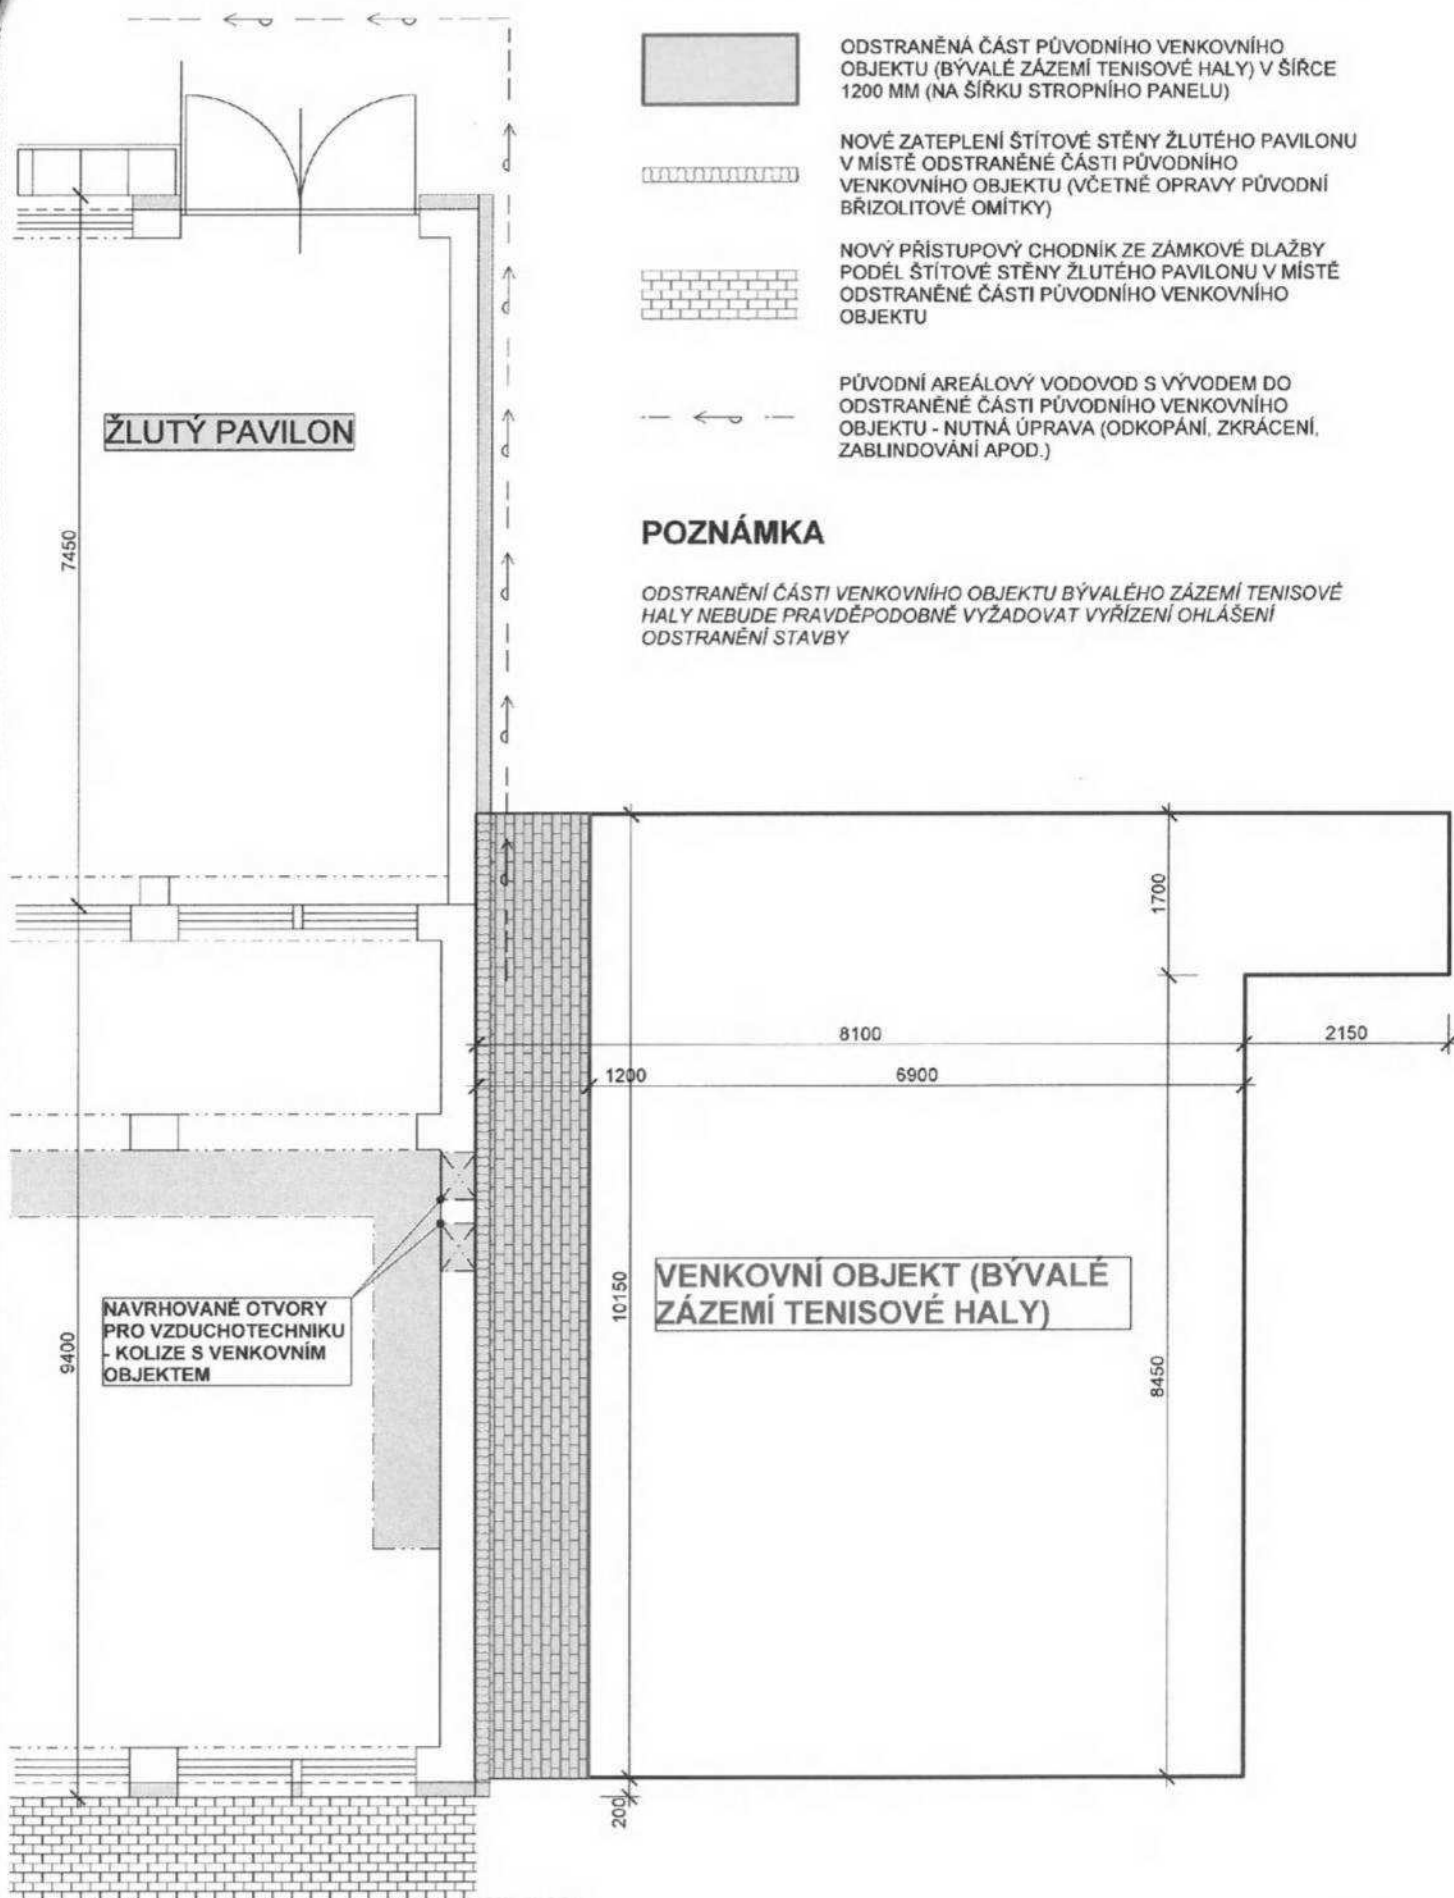 ODSTRANĚNÁ ČÁST PŮVODNÍHO VENKOVNÍHO
OBJEKTU (BÝVALÉ ZÁZEMÍ TENISOVÉ HALY) V ŠÍŘCE
1200 MM (NA ŠÍŘKU STROPNÍHO PANELU)
NOVÉ ZATEPLENÍ ŠTÍTOVÉ STĚNY ŽLUTÉHO PAVILONU
V MÍSTĚ ODSTRANĚNÉ ČÁSTI PŮVODNÍHO
VENKOVNÍHO OBJEKTU (VČETNĚ OPRAVY PŮVODNÍ
BŘIZOLITOVÉ OMÍTKY)
NOVÝ PŘÍSTUPOVÝ CHODNÍK ZE ZÁMKOVÉ DLAŽBY
PODÉL ŠTÍTOVÉ STĚNY ŽLUTÉHO PAVILONU V MÍSTĚ
ODSTRANĚNÉ ČÁSTI PŮVODNÍHO VENKOVNÍHO
OBJEKTU
PŮVODNÍ AREÁLOVÝ VODOVOD S VÝVODEM DO
ODSTRANĚNÉ ČÁSTI PŮVODNÍHO VENKOVNÍHO
OBJEKTU - NUTNÁ ÚPRAVA (ODKOPÁNÍ, ZKRÁCENÍ,
ZABLINDOVÁNÍ APOD.)
POZNÁMKA
ODSTRANĚNÍ ČÁSTI VENKOVNÍHO OBJEKTU BÝVALÉHO ZÁZEMÍ TENISOVÉ
HALY NEBUDE PRAVDĚPODOBNĚ VYŽADOVAT VYŘÍZENÍ OHLÁŠENÍ
ODSTRANĚNÍ STAVBY
ŽLUTÝ PAVILON
7450
1700
8100
2150
1200
6900
VENKOVNÍ OBJEKT (BÝVALÉ
ZÁZEMÍ TENISOVÉ HALY)
10150
8450
NAVRHOVANÉ OTVORY
PRO VZDUCHOTECHNIKU
- KOLIZE S VENKOVNÍM
OBJEKTEM
9400
200